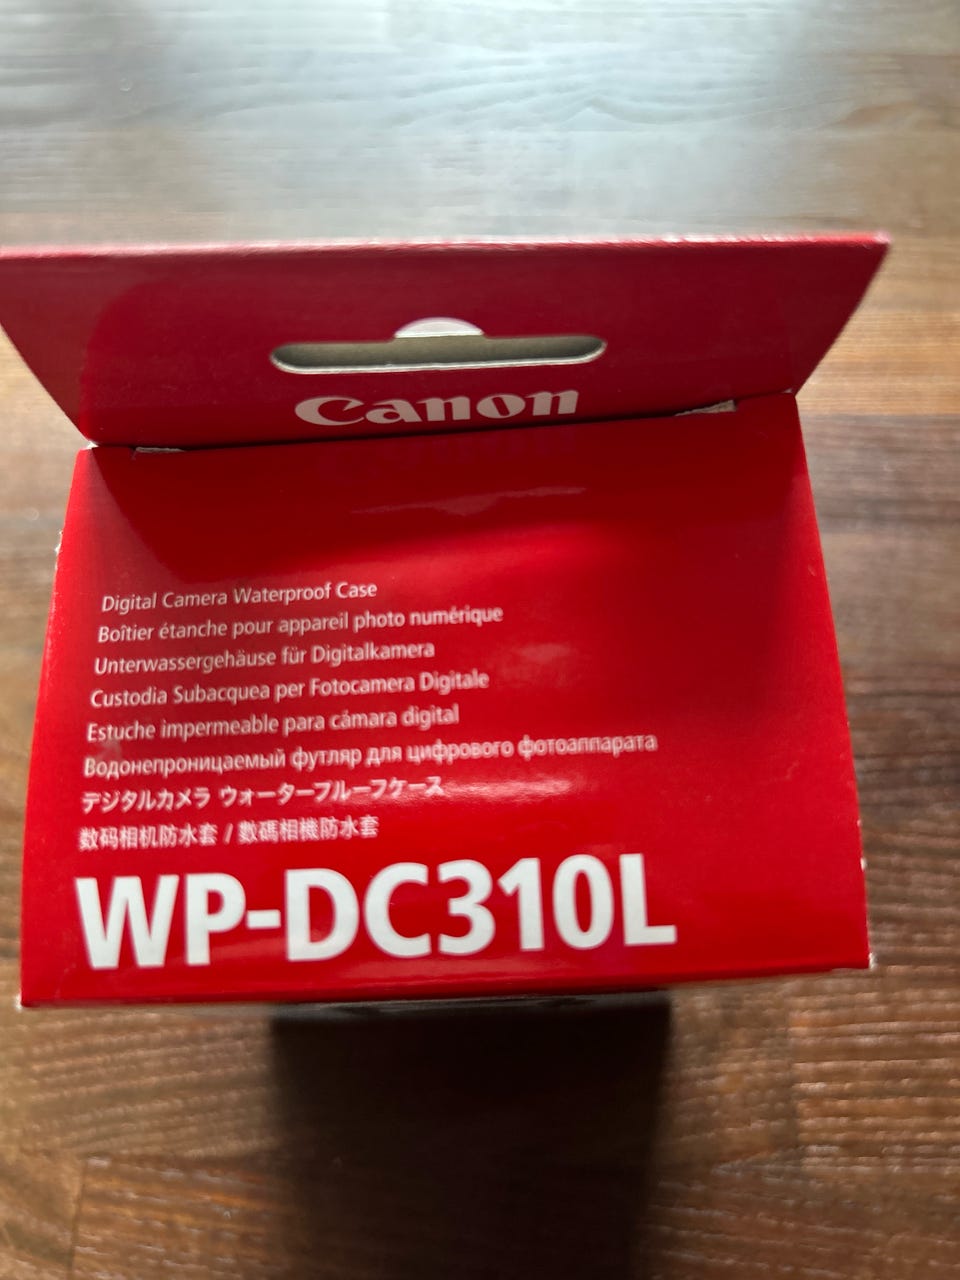 Canon
Digital Camera Waterproof Case
Boîtier étanche pour appareil photo numérique
Unterwassergehäuse für Digitalkamera
Custodia Subacquea per Fotocamera Digitale
Estuche impermeable para cámara digital
Водонепроницаемый футляр для цифрового фотоаппарата
デジタルカメラ ウォータープルーフケース
数码相机防水套 / 數碼相機防水套
WP-DC310L